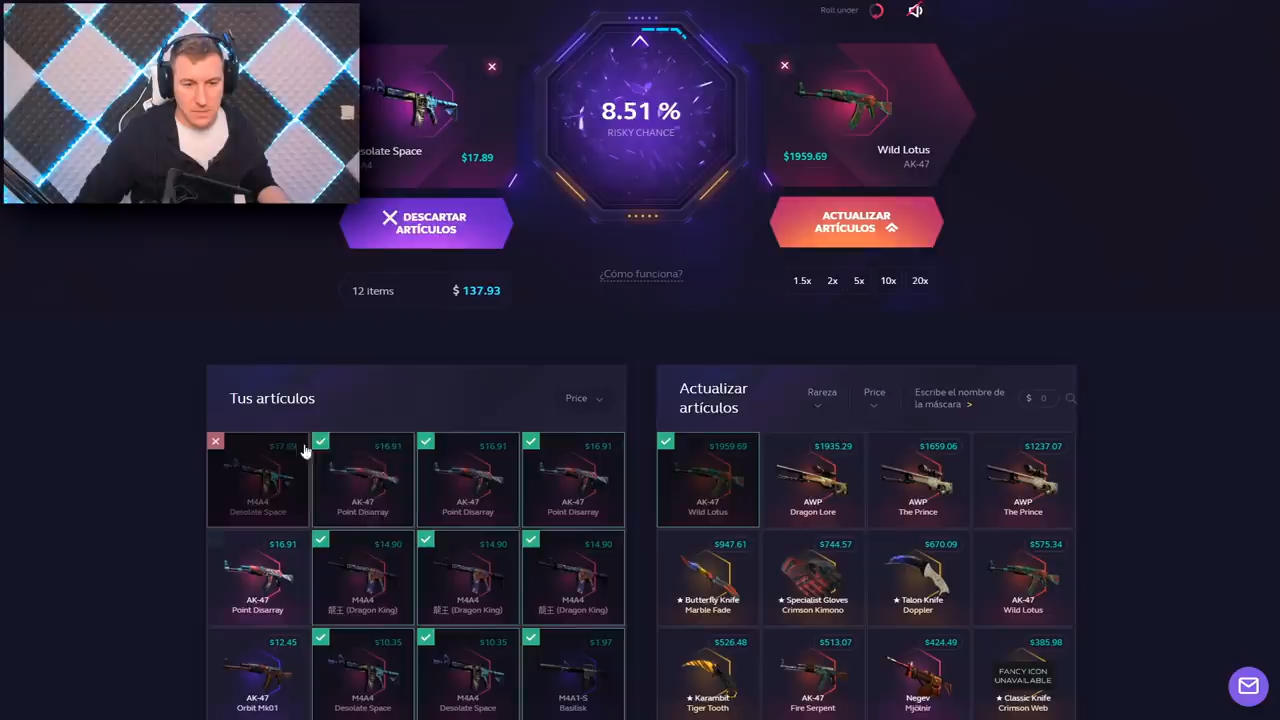 Roll under
8.51 %
RISKY CHANCE
solate Space
$17.89
Wild Lotus
AK-47
$1959.69
DESCARTAR
ARTÍCULOS
ACTUALIZAR
ARTÍCULOS
¿Cómo funciona?
12 items
$ 137.93
1.5x 2x 5x 10x 20x
Tus artículos
Price
Actualizar
artículos
Rareza
Price
Escribe el nombre de
la máscara >
$ 0
$17.89
M4A4
Desolate Space
$16.91
AK-47
Point Disarray
$16.91
AK-47
Point Disarray
$16.91
AK-47
Point Disarray
$1959.69
AK-47
Wild Lotus
$1935.29
AWP
Dragon Lore
$1659.06
AWP
The Prince
$1237.07
AWP
The Prince
$16.91
AK-47
Point Disarray
$14.90
M4A4
龍王 (Dragon King)
$14.90
M4A4
龍王 (Dragon King)
$14.90
M4A4
龍王 (Dragon King)
$947.61
★ Butterfly Knife
Marble Fade
$744.57
★ Specialist Gloves
Crimson Kimono
$670.09
★ Talon Knife
Doppler
$575.34
AK-47
Wild Lotus
$12.45
AK-47
Orbit Mk01
$10.35
M4A4
Desolate Space
$10.35
M4A4
Desolate Space
$1.97
M4A1-S
Basilisk
$526.48
★ Karambit
Tiger Tooth
$513.07
AK-47
Fire Serpent
$424.49
Negev
Mjölnir
$385.98
FANCY ICON
UNAVAILABLE
★ Classic Knife
Crimson Web